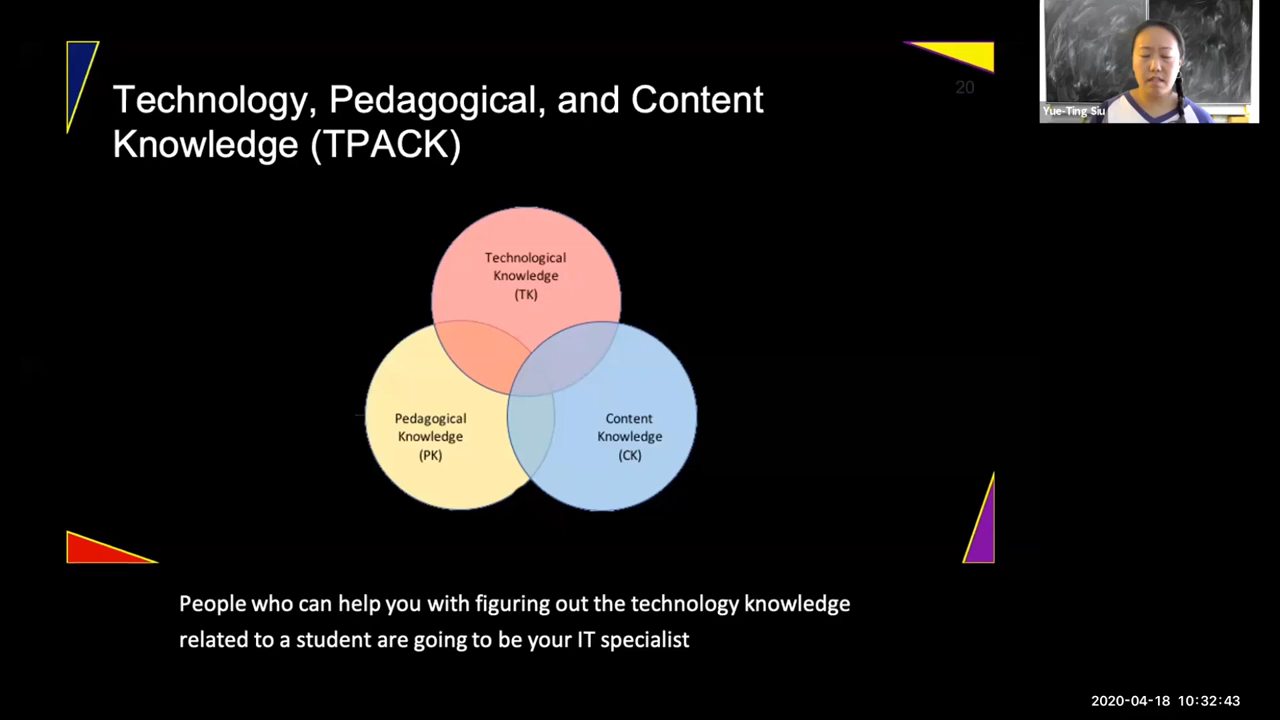 Technology, Pedagogical, and Content
Knowledge (TPACK)
20
Yue-Ting Siu
Technological
Knowledge
(TK)
Pedagogical
Knowledge
(PK)
Content
Knowledge
(CK)
People who can help you with figuring out the technology knowledge
related to a student are going to be your IT specialist
2020-04-18 10:32:43